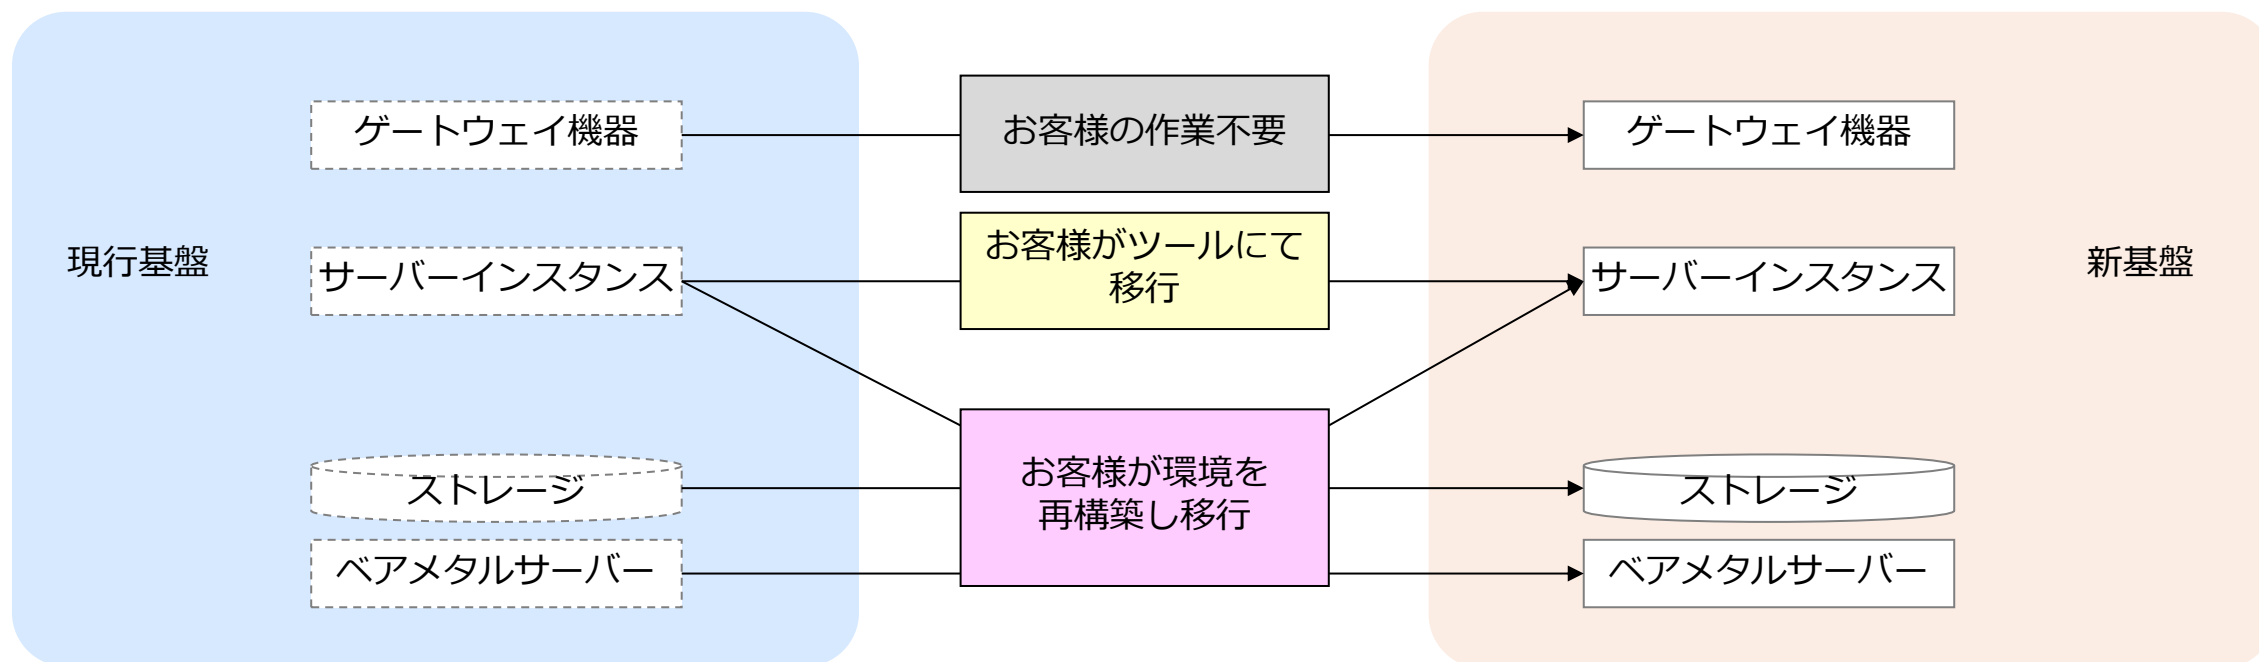 現行基盤
ゲートウェイ機器
サーバーインスタンス
ストレージ
ベアメタルサーバー
お客様の作業不要
お客様がツールにて
移行
お客様が環境を
再構築し移行
ゲートウェイ機器
サーバーインスタンス
ストレージ
ベアメタルサーバー
新基盤